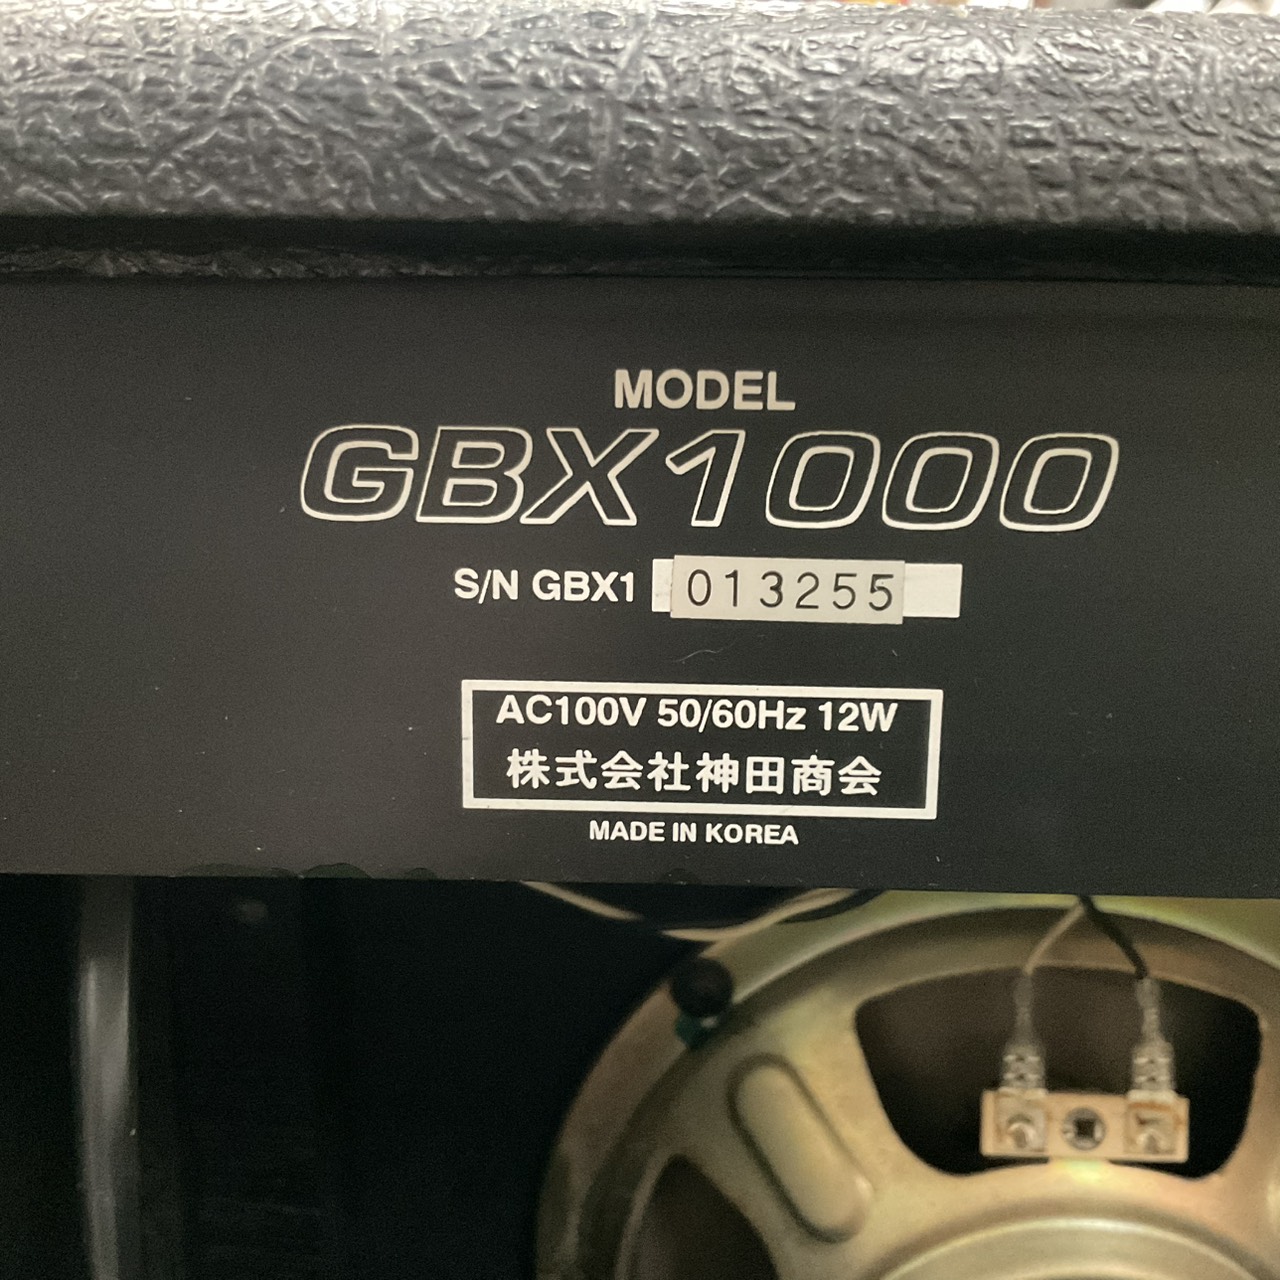 MODEL
GBX1000
S/N GBX1 013255
AC100V 50/60Hz 12W
株式会社神田商会
MADE IN KOREA